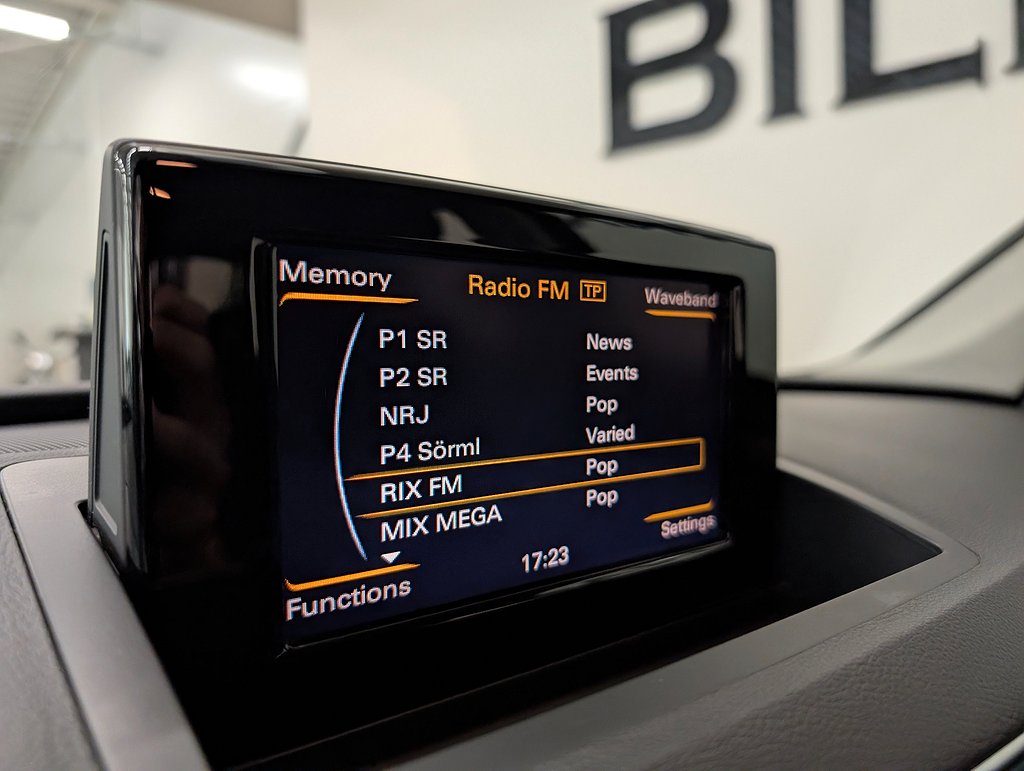 BIL
Memory
Radio FM TP
Waveband
P1 SR News
P2 SR Events
NRJ Pop
P4 Sörml Varied
RIX FM Pop
MIX MEGA Pop
Settings
17:23
Functions